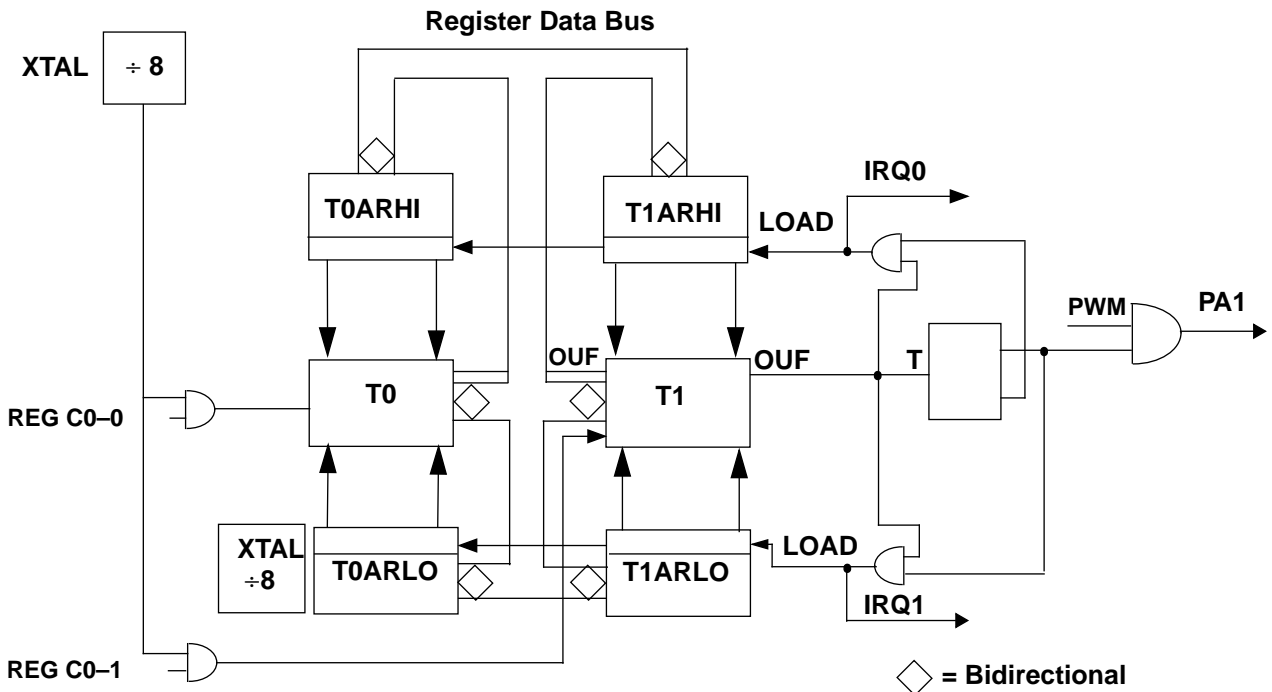 Register Data Bus
XTAL
÷ 8
T0ARHI
T1ARHI
IRQ0
LOAD
PWM
PA1
OUF
OUF
T
T0
T1
REG C0–0
XTAL
÷8
T0ARLO
T1ARLO
LOAD
IRQ1
REG C0–1
= Bidirectional